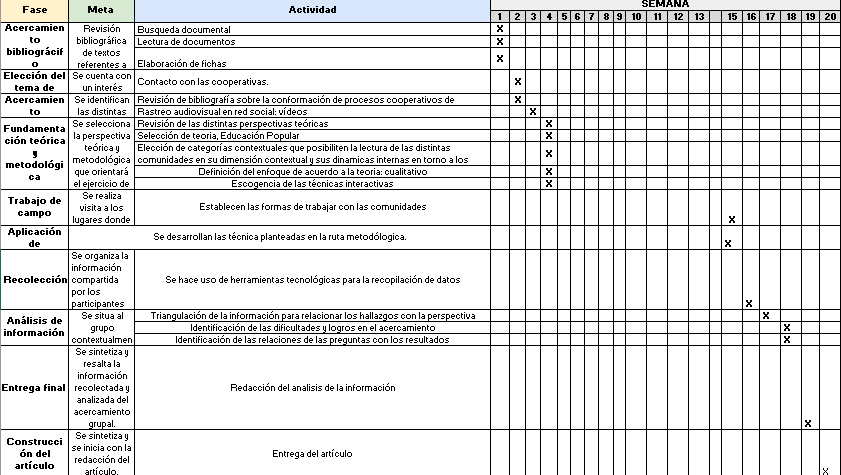 Fase Meta Actividad SEMANA
1 2 3 4 5 6 7 8 9 10 11 12 13 15 16 17 18 19 20
Acercamien
to
bibliográcif
o
Revisión
bibliográfica
de textos
referentes a
Busqueda documental X
Lectura de documentos X
Elaboración de fichas X
Elección del
tema de
Se cuenta con
un interés
Contacto con las cooperativas. X
Acercamien
to
Se identifican
las distintas
Revisión de bibliografía sobre la conformación de procesos cooperativos de X
Rastreo audiovisual en red social: vídeos X
Fundamenta
ción teórica
y
metodológi
ca
Se selecciona
la perspectiva
teórica y
metodológica
que orientará
el ejercicio de
Revisión de las distintas perspectivas teóricas X
Selección de teoria, Educación Popular X
Elección de categorías contextuales que posibiliten la lectura de las distintas
comunidades en su dimensión contextual y sus dinamicas internas en torno a los X
Definición del enfoque de acuerdo a la teoria: cualitativo X
Escogencia de las técnicas interactivas X
Trabajo de
campo
Se realiza
visita a los
lugares donde
Establecen las formas de trabajar con las comunidades X
Aplicación
de
Se desarrollan las técnica planteadas en la ruta metodólogica. X
Recolección
Se organiza la
información
compartida
por los
participantes
Se hace uso de herramientas tecnológicas para la recopilación de datos X
Análisis de
información
Se situa al
grupo
contextualmen
Triangulación de la información para relacionar los hallazgos con la perspectiva X
Identificación de las dificultades y logros en el acercamiento X
Identificación de las relaciones de las preguntas con los resultados X
Entrega final
Se sintetiza y
resalta la
información
recolectada y
analizada del
acercamiento
grupal.
Redacción del analisis de la información X
Construcci
ón del
artículo
Se sintetiza y
se inicia con la
redacción del
artículo.
Entrega del artículo X